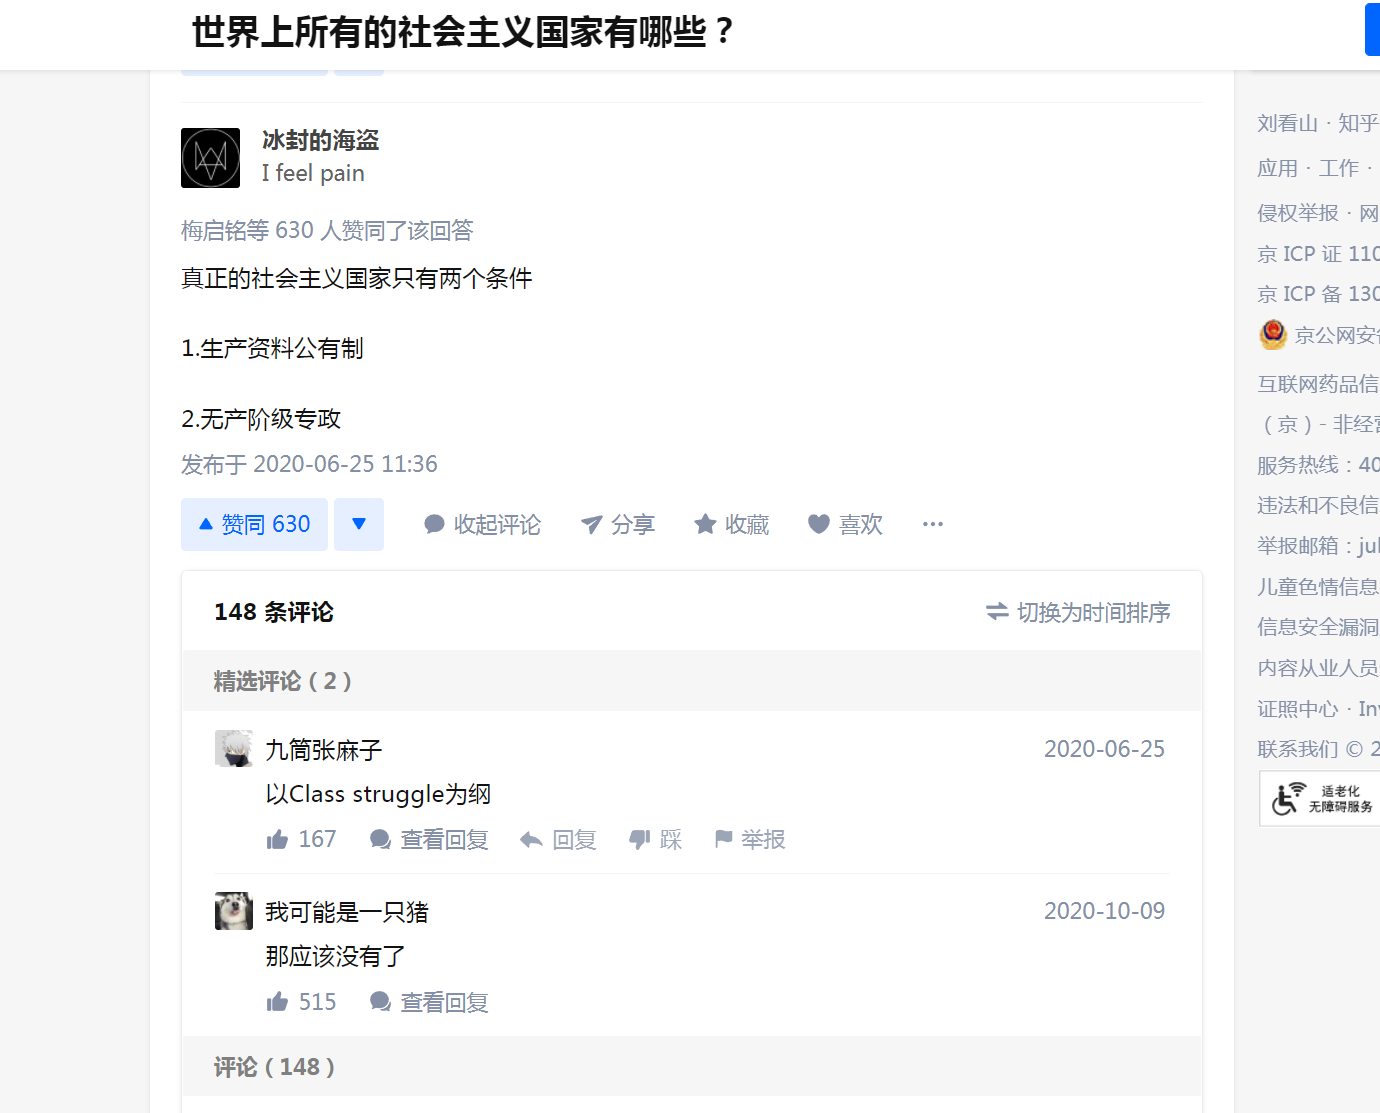 世界上所有的社会主义国家有哪些？
冰封的海盗
I feel pain
梅启铭等 630 人赞同了该回答
真正的社会主义国家只有两个条件
1.生产资料公有制
2.无产阶级专政
发布于 2020-06-25 11:36
赞同 630
收起评论
分享
收藏
喜欢
148 条评论
切换为时间排序
精选评论（2）
九筒张麻子
2020-06-25
以Class struggle为纲
167
查看回复
回复
踩
举报
我可能是一只猪
2020-10-09
那应该没有了
515
查看回复
评论（148）
刘看山 · 知乎
应用 · 工作 ·
侵权举报 · 网
京 ICP 证 110
京 ICP 备 130
京公网安备
互联网药品信
（京）- 非经营
服务热线：40
违法和不良信
举报邮箱：jul
儿童色情信息
信息安全漏洞
内容从业人员
证照中心 · Inv
联系我们 © 2
适老化
无障碍服务